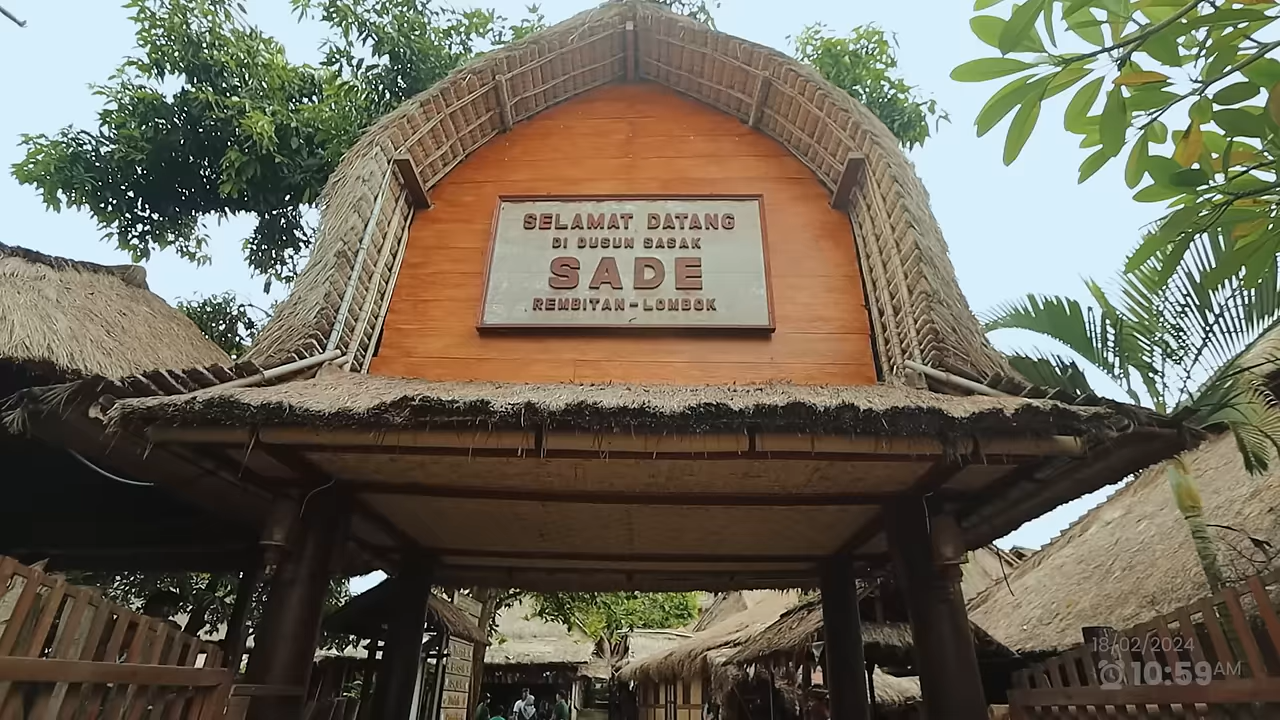 SELAMAT DATANG
DI DUSUN SASAK
SADE
REMBITAN-LOMBOK
18/02/2024
10:59 AM